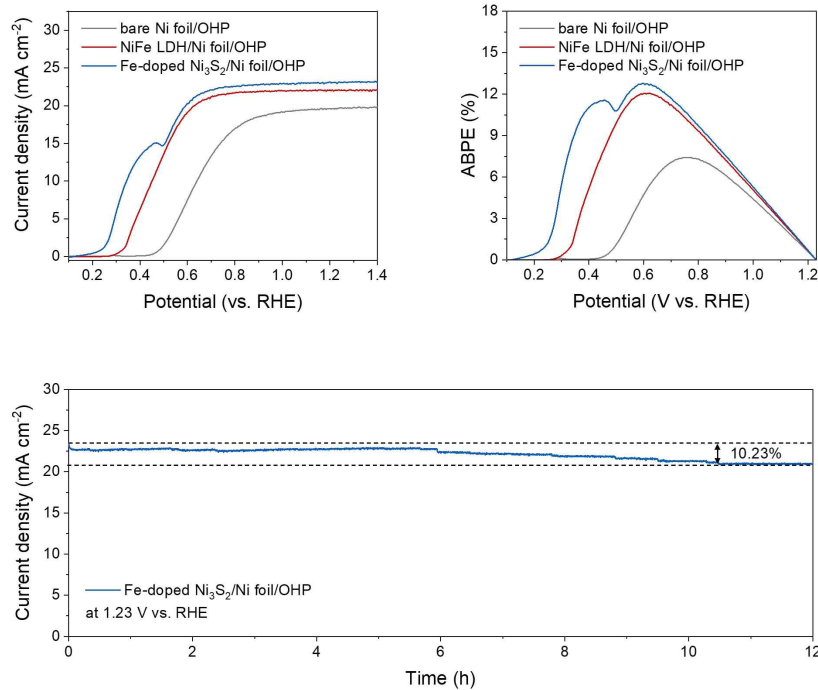 bare Ni foil/OHP
NiFe LDH/Ni foil/OHP
Fe-doped Ni₃S₂/Ni foil/OHP
Current density (mA cm⁻²)
30
25
20
15
10
5
0
0.2 0.4 0.6 0.8 1.0 1.2 1.4
Potential (vs. RHE)
bare Ni foil/OHP
NiFe LDH/Ni foil/OHP
Fe-doped Ni₃S₂/Ni foil/OHP
ABPE (%)
18
15
12
9
6
3
0
0.2 0.4 0.6 0.8 1.0 1.2
Potential (V vs. RHE)
Current density (mA cm⁻²)
30
25
20
15
10
5
0
10.23%
Fe-doped Ni₃S₂/Ni foil/OHP
at 1.23 V vs. RHE
0 2 4 6 8 10 12
Time (h)